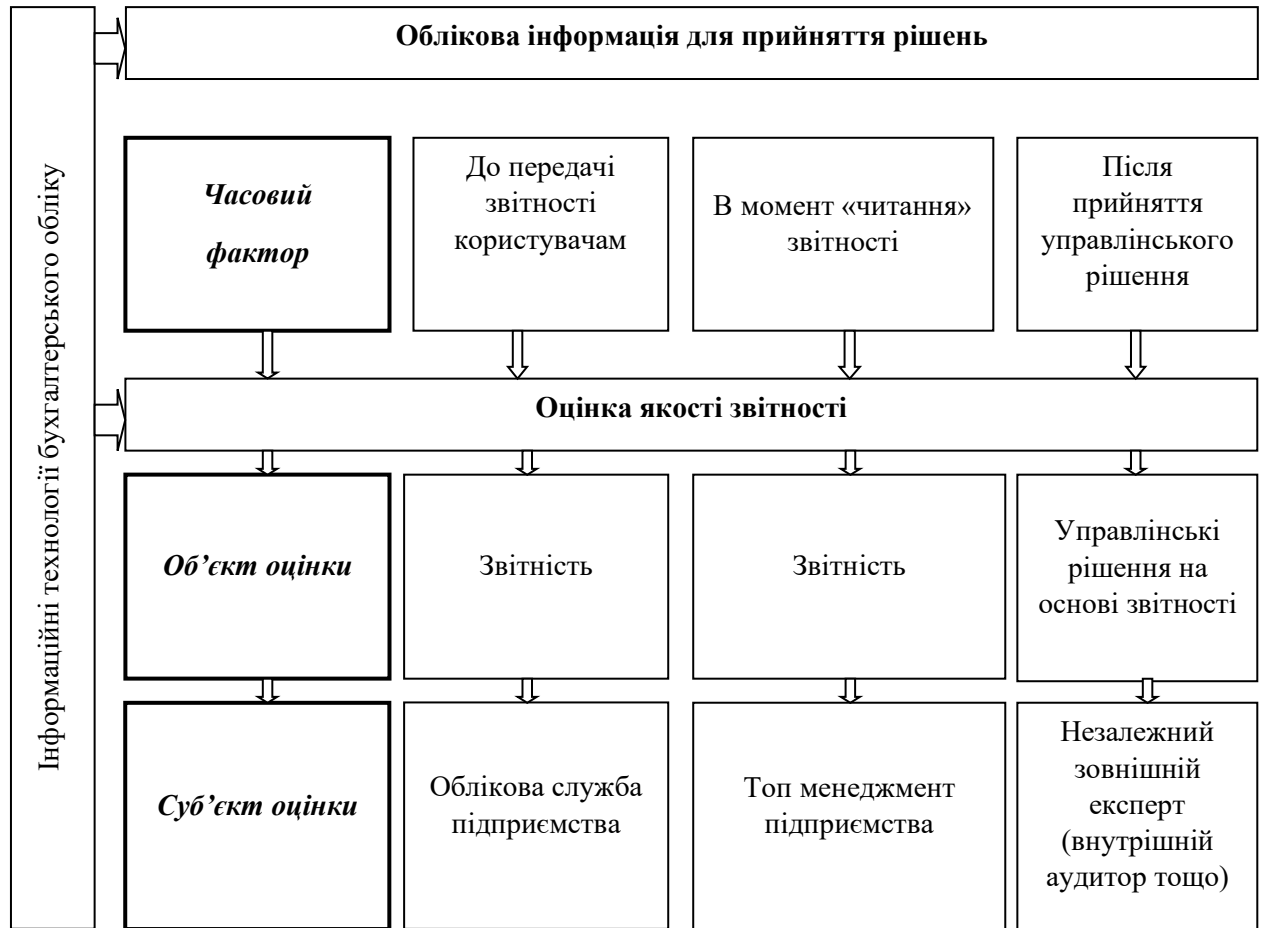 Інформаційні технології бухгалтерського обліку
Облікова інформація для прийняття рішень
Часовий
фактор
До передачі
звітності
користувачам
В момент «читання»
звітності
Після
прийняття
управлінського
рішення
Оцінка якості звітності
Об’єкт оцінки
Звітність
Звітність
Управлінські
рішення на
основі звітності
Суб’єкт оцінки
Облікова служба
підприємства
Топ менеджмент
підприємства
Незалежний
зовнішній
експерт
(внутрішній
аудитор тощо)